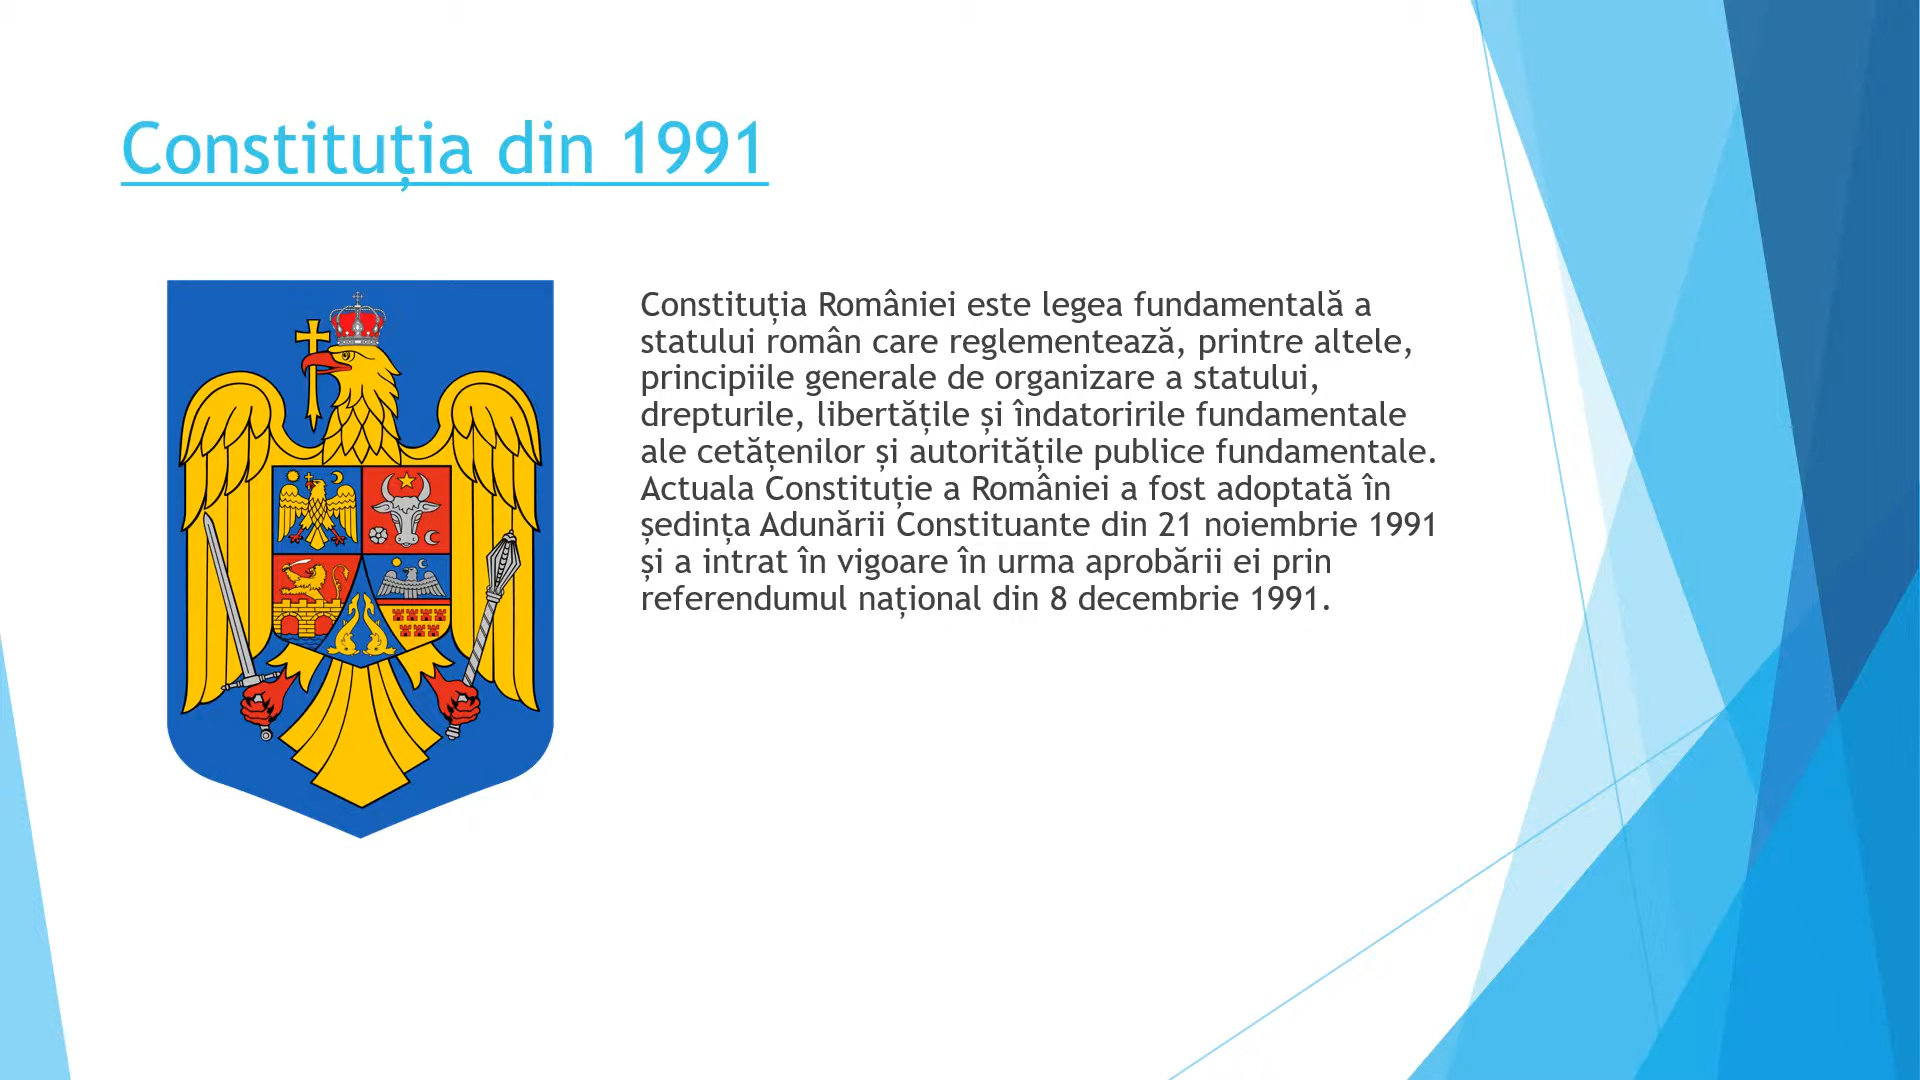 Constituția din 1991
Constituția României este legea fundamentală a
statului român care reglementează, printre altele,
principiile generale de organizare a statului,
drepturile, libertățile și îndatoririle fundamentale
ale cetățenilor și autoritățile publice fundamentale.
Actuala Constituție a României a fost adoptată în
ședința Adunării Constituante din 21 noiembrie 1991
și a intrat în vigoare în urma aprobării ei prin
referendumul național din 8 decembrie 1991.